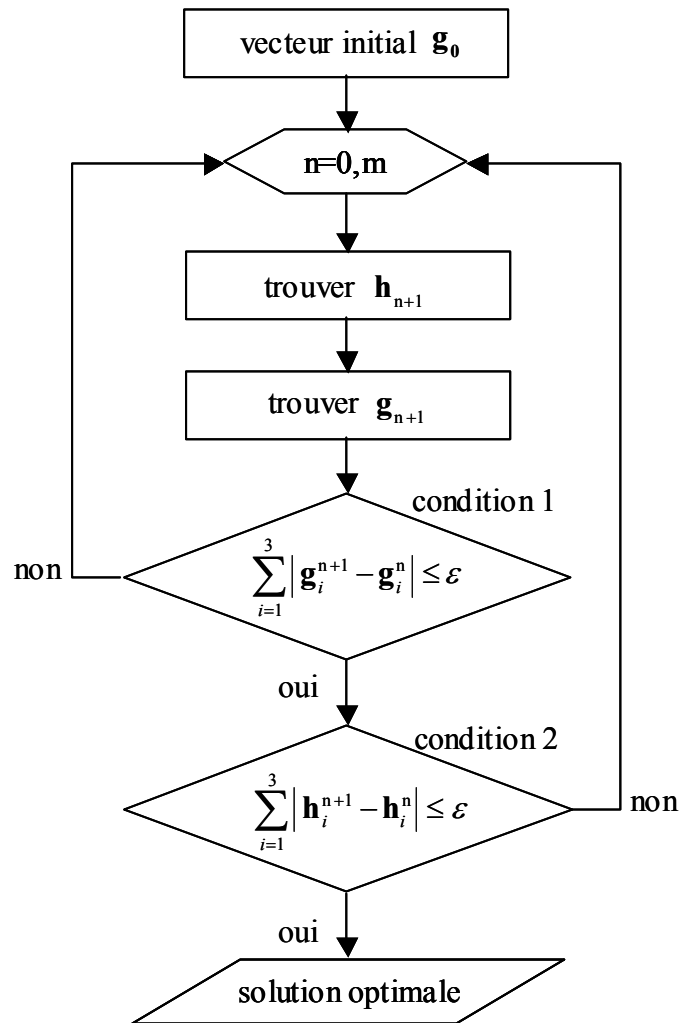 vecteur initial g₀
n=0,m
trouver hₙ₊₁
trouver gₙ₊₁
condition 1
∑_{i=1}^{3} |g_i^{n+1} − g_i^{n}| ≤ ε
non
oui
condition 2
∑_{i=1}^{3} |h_i^{n+1} − h_i^{n}| ≤ ε
non
oui
solution optimale